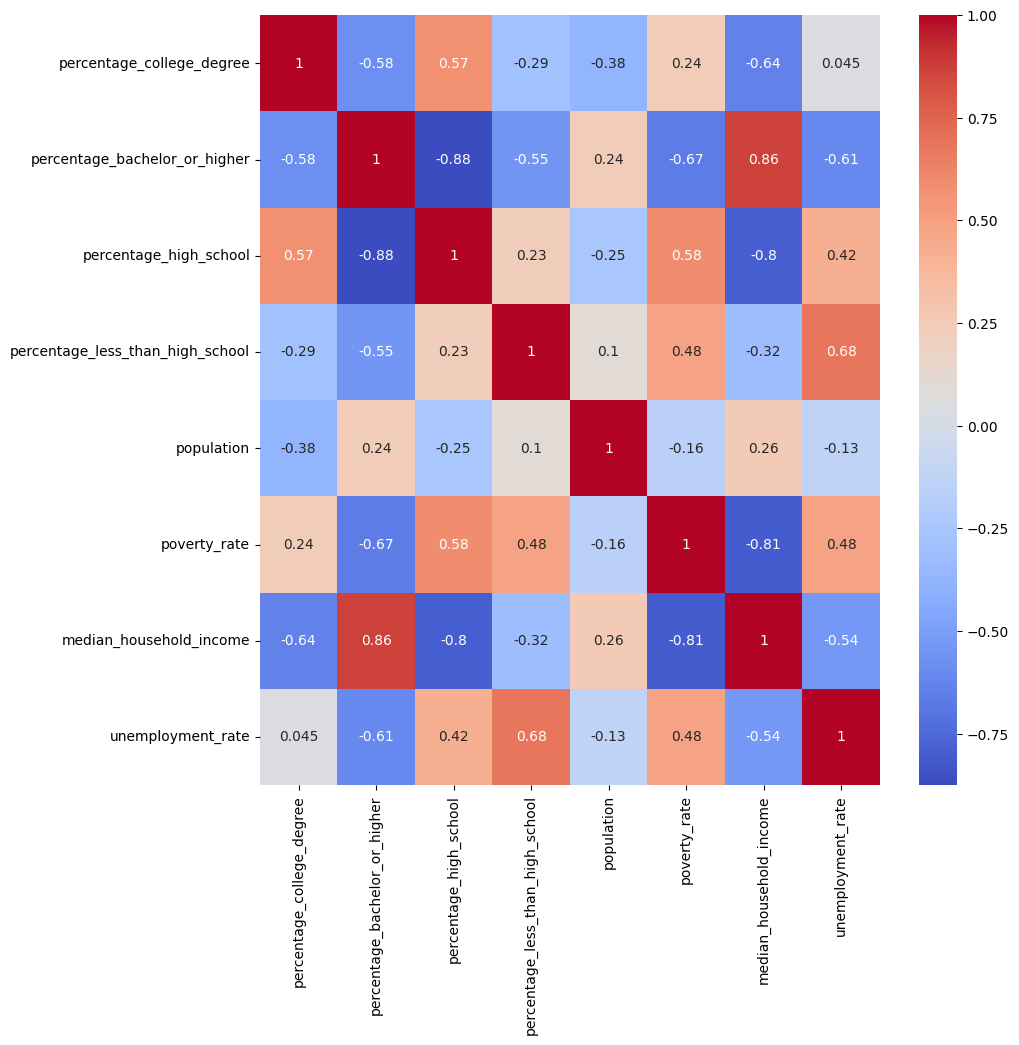 percentage_college_degree 1 -0.58 0.57 -0.29 -0.38 0.24 -0.64 0.045
percentage_bachelor_or_higher -0.58 1 -0.88 -0.55 0.24 -0.67 0.86 -0.61
percentage_high_school 0.57 -0.88 1 0.23 -0.25 0.58 -0.8 0.42
percentage_less_than_high_school -0.29 -0.55 0.23 1 0.1 0.48 -0.32 0.68
population -0.38 0.24 -0.25 0.1 1 -0.16 0.26 -0.13
poverty_rate 0.24 -0.67 0.58 0.48 -0.16 1 -0.81 0.48
median_household_income -0.64 0.86 -0.8 -0.32 0.26 -0.81 1 -0.54
unemployment_rate 0.045 -0.61 0.42 0.68 -0.13 0.48 -0.54 1
percentage_college_degree
percentage_bachelor_or_higher
percentage_high_school
percentage_less_than_high_school
population
poverty_rate
median_household_income
unemployment_rate
1.00
0.75
0.50
0.25
0.00
−0.25
−0.50
−0.75